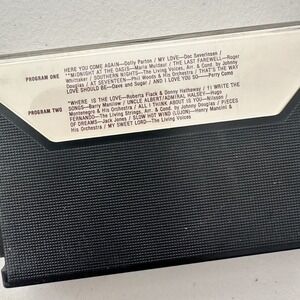 PROGRAM ONE
HERE YOU COME AGAIN—Dolly Parton / MY LOVE—Doc Severinsen /
**MIDNIGHT AT THE OASIS—Maria Muldaur / THE LAST FAREWELL—Roger
Whittaker / SOUTHERN NIGHTS—The Living Voices, Arr. & Cond. by Johnny
Douglas / AT SEVENTEEN—Phil Woods & His Orchestra / THAT'S THE WAY
LOVE SHOULD BE—Dave and Sugar / AND I LOVE YOU SO—Perry Como
PROGRAM TWO
*WHERE IS THE LOVE—Roberta Flack & Donny Hathaway / I WRITE THE
SONGS—Barry Manilow / UNCLE ALBERT/ADMIRAL HALSEY—Hugo
Montenegro & His Orchestra / ALL I THINK ABOUT IS YOU—Nilsson /
FERNANDO—The Living Strings, Arr. & Cond. by Johnny Douglas / PIECES
OF DREAMS—Jack Jones / SLOW HOT WIND (LUJON)—Henry Mancini &
His Orchestra / MY SWEET LORD—The Living Voices